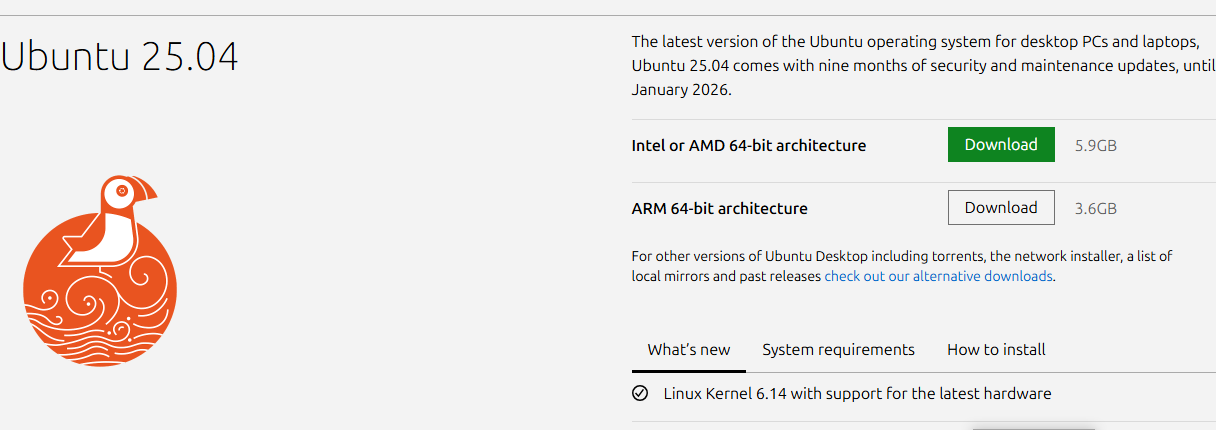 Ubuntu 25.04
The latest version of the Ubuntu operating system for desktop PCs and laptops,
Ubuntu 25.04 comes with nine months of security and maintenance updates, until
January 2026.
Intel or AMD 64-bit architecture Download 5.9GB
ARM 64-bit architecture Download 3.6GB
For other versions of Ubuntu Desktop including torrents, the network installer, a list of
local mirrors and past releases check out our alternative downloads.
What's new System requirements How to install
Linux Kernel 6.14 with support for the latest hardware